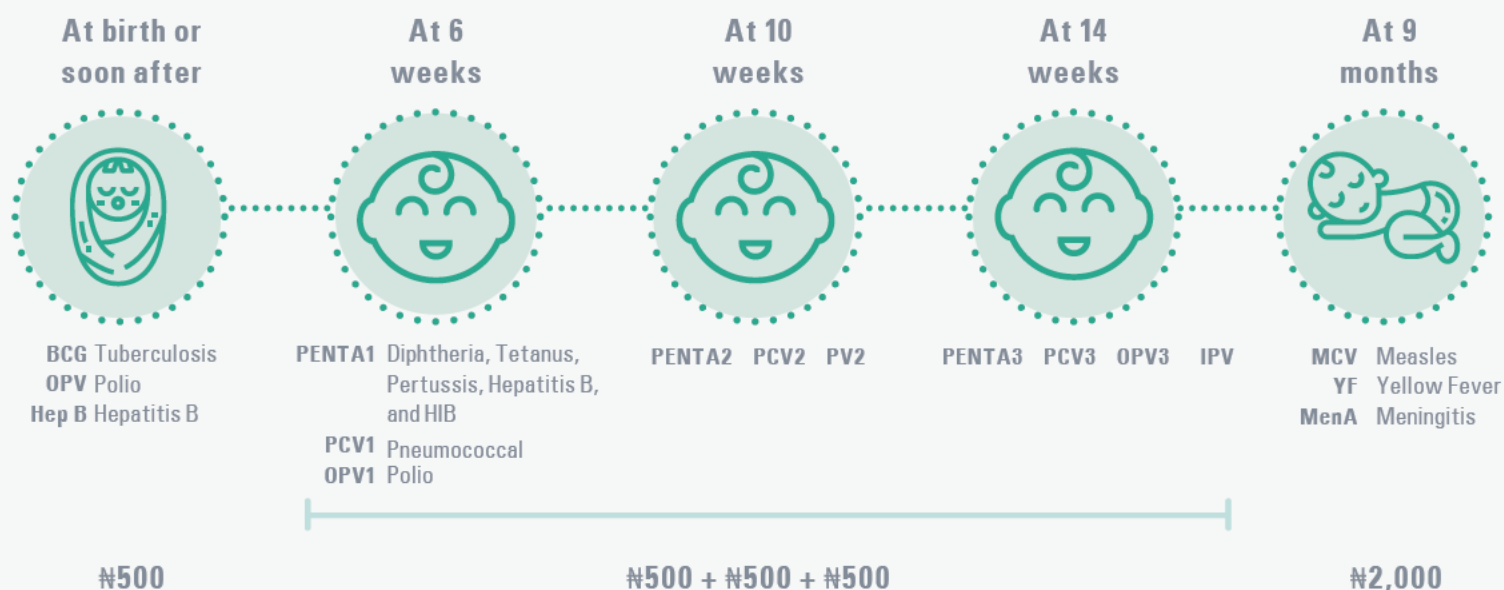 At birth or
soon after
At 6
weeks
At 10
weeks
At 14
weeks
At 9
months
BCG Tuberculosis
OPV Polio
Hep B Hepatitis B
PENTA1 Diphtheria, Tetanus,
Pertussis, Hepatitis B,
and HIB
PCV1 Pneumococcal
OPV1 Polio
PENTA2 PCV2 PV2
PENTA3 PCV3 OPV3 IPV
MCV Measles
YF Yellow Fever
MenA Meningitis
₦500
₦500 + ₦500 + ₦500
₦2,000